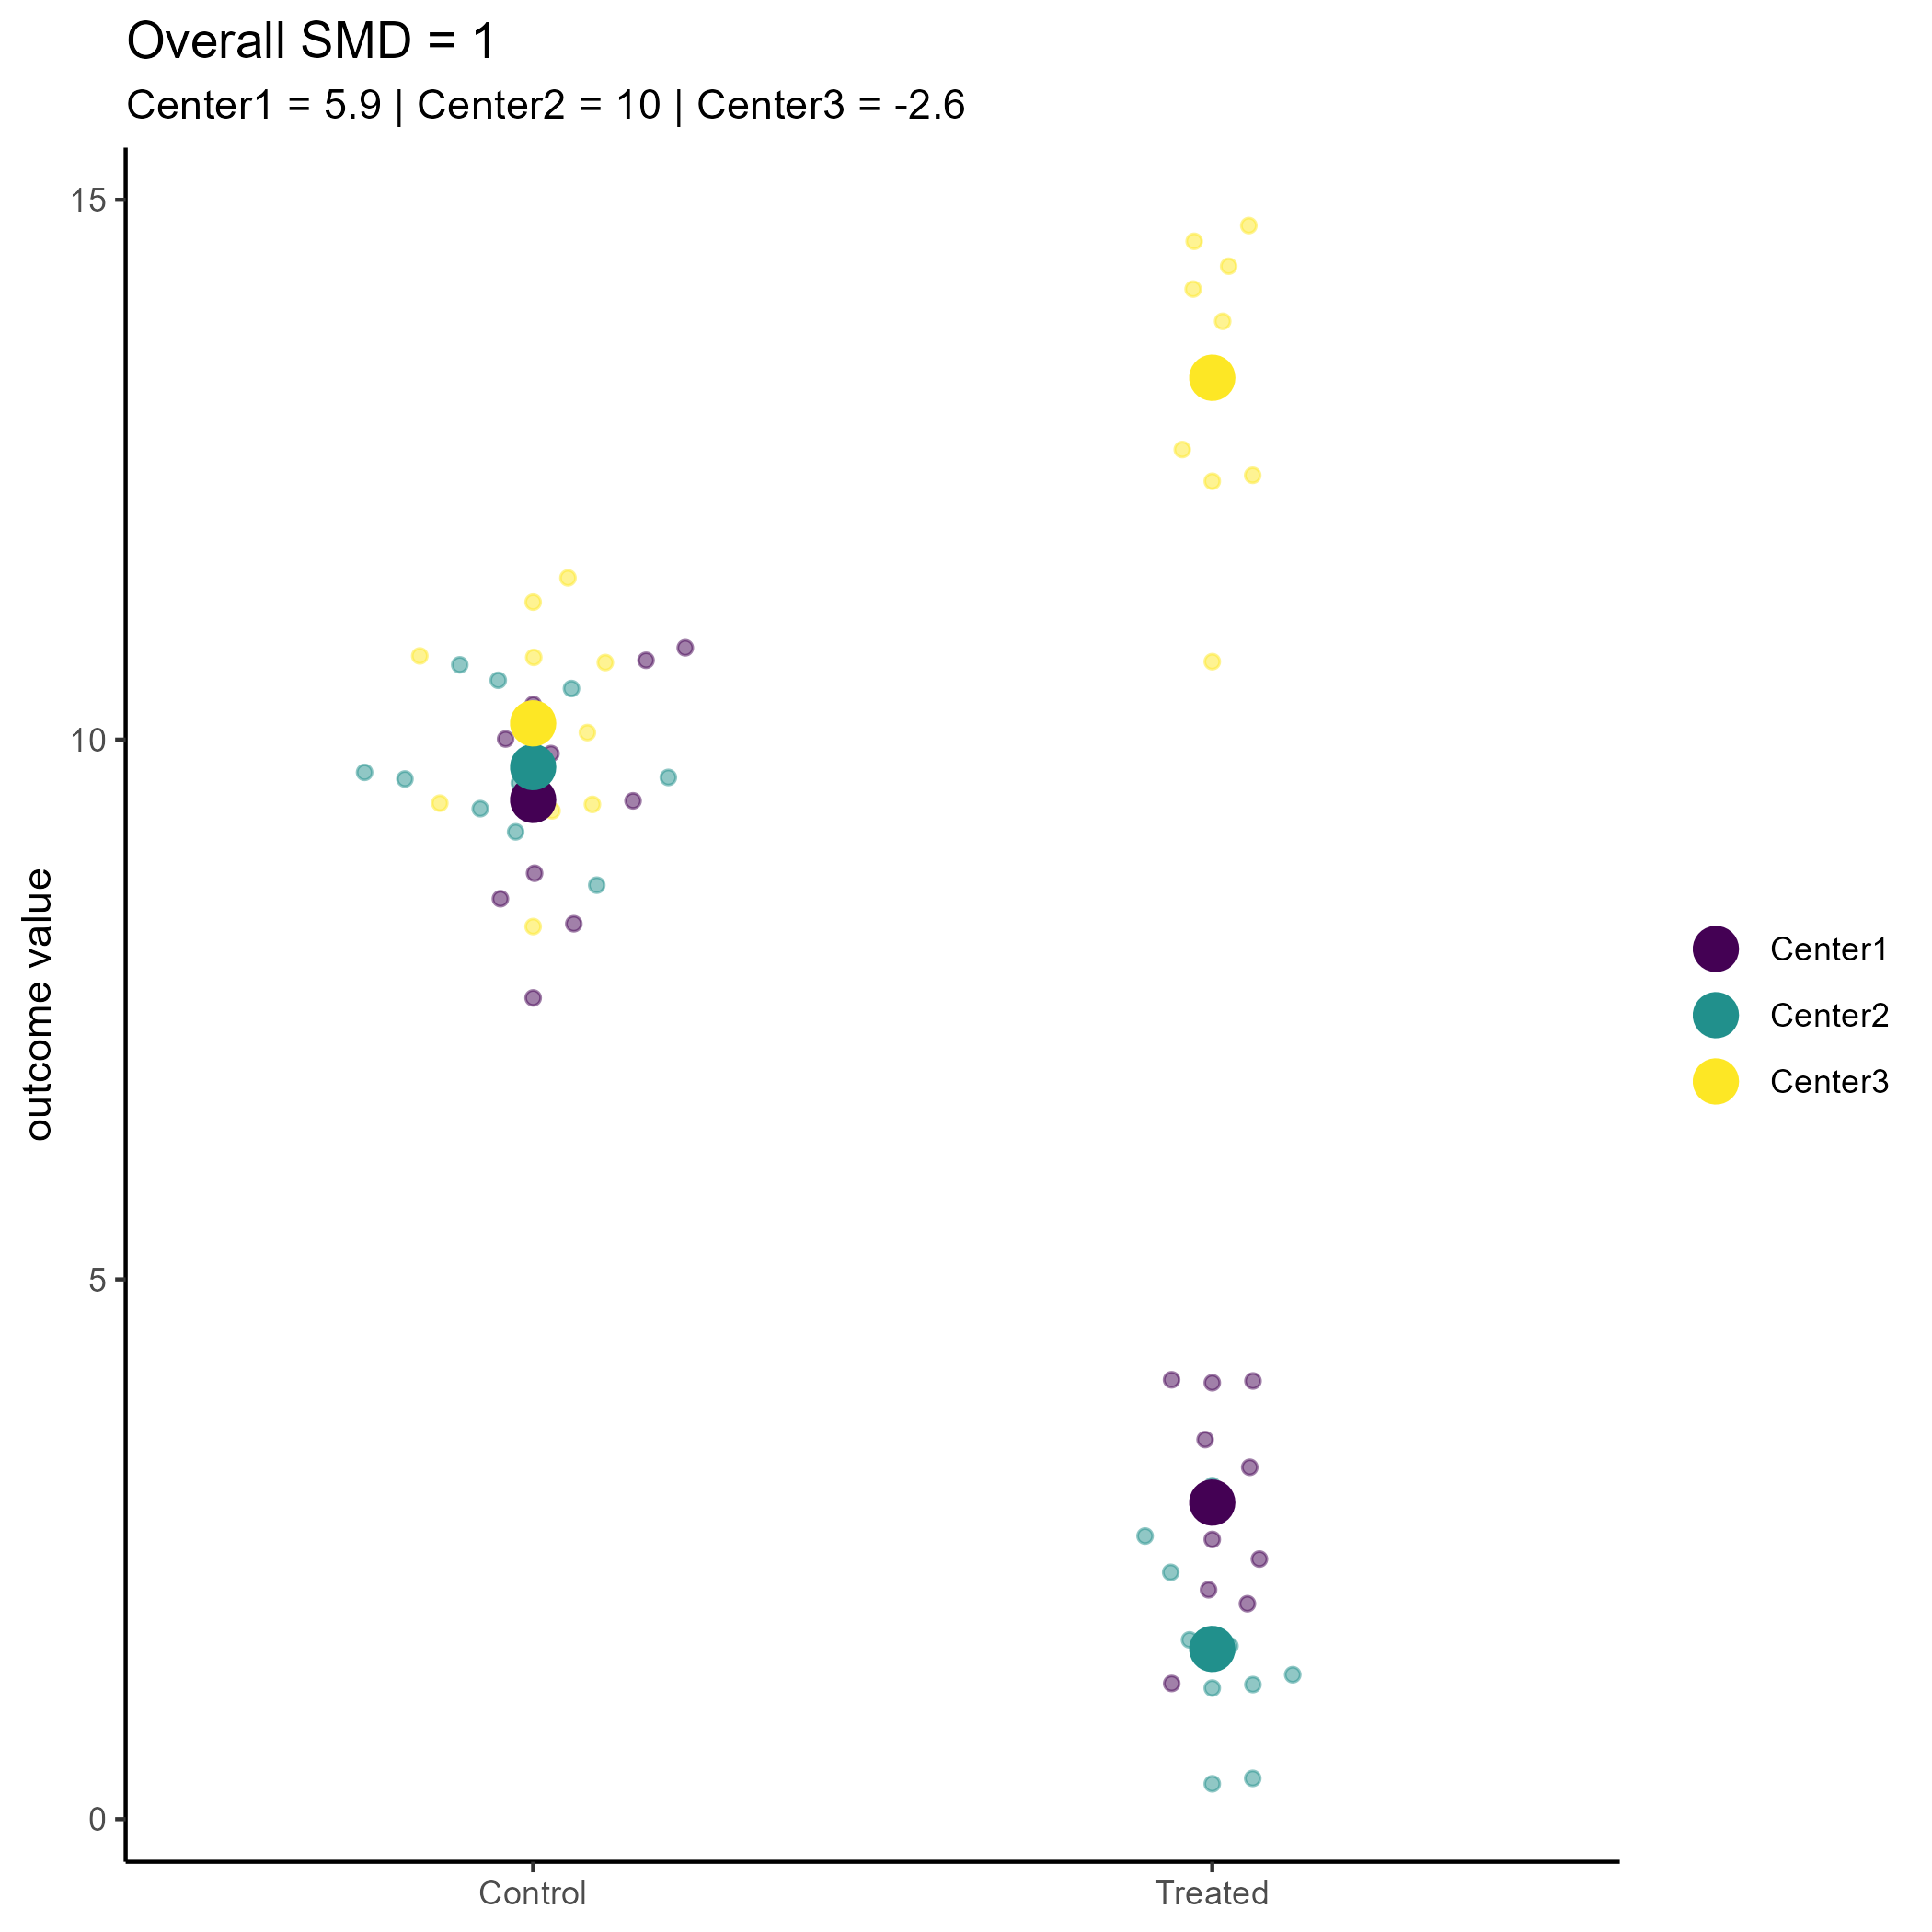 Overall SMD = 1
Center1 = 5.9 | Center2 = 10 | Center3 = -2.6
15
10
5
0
outcome value
Control
Treated
Center1
Center2
Center3